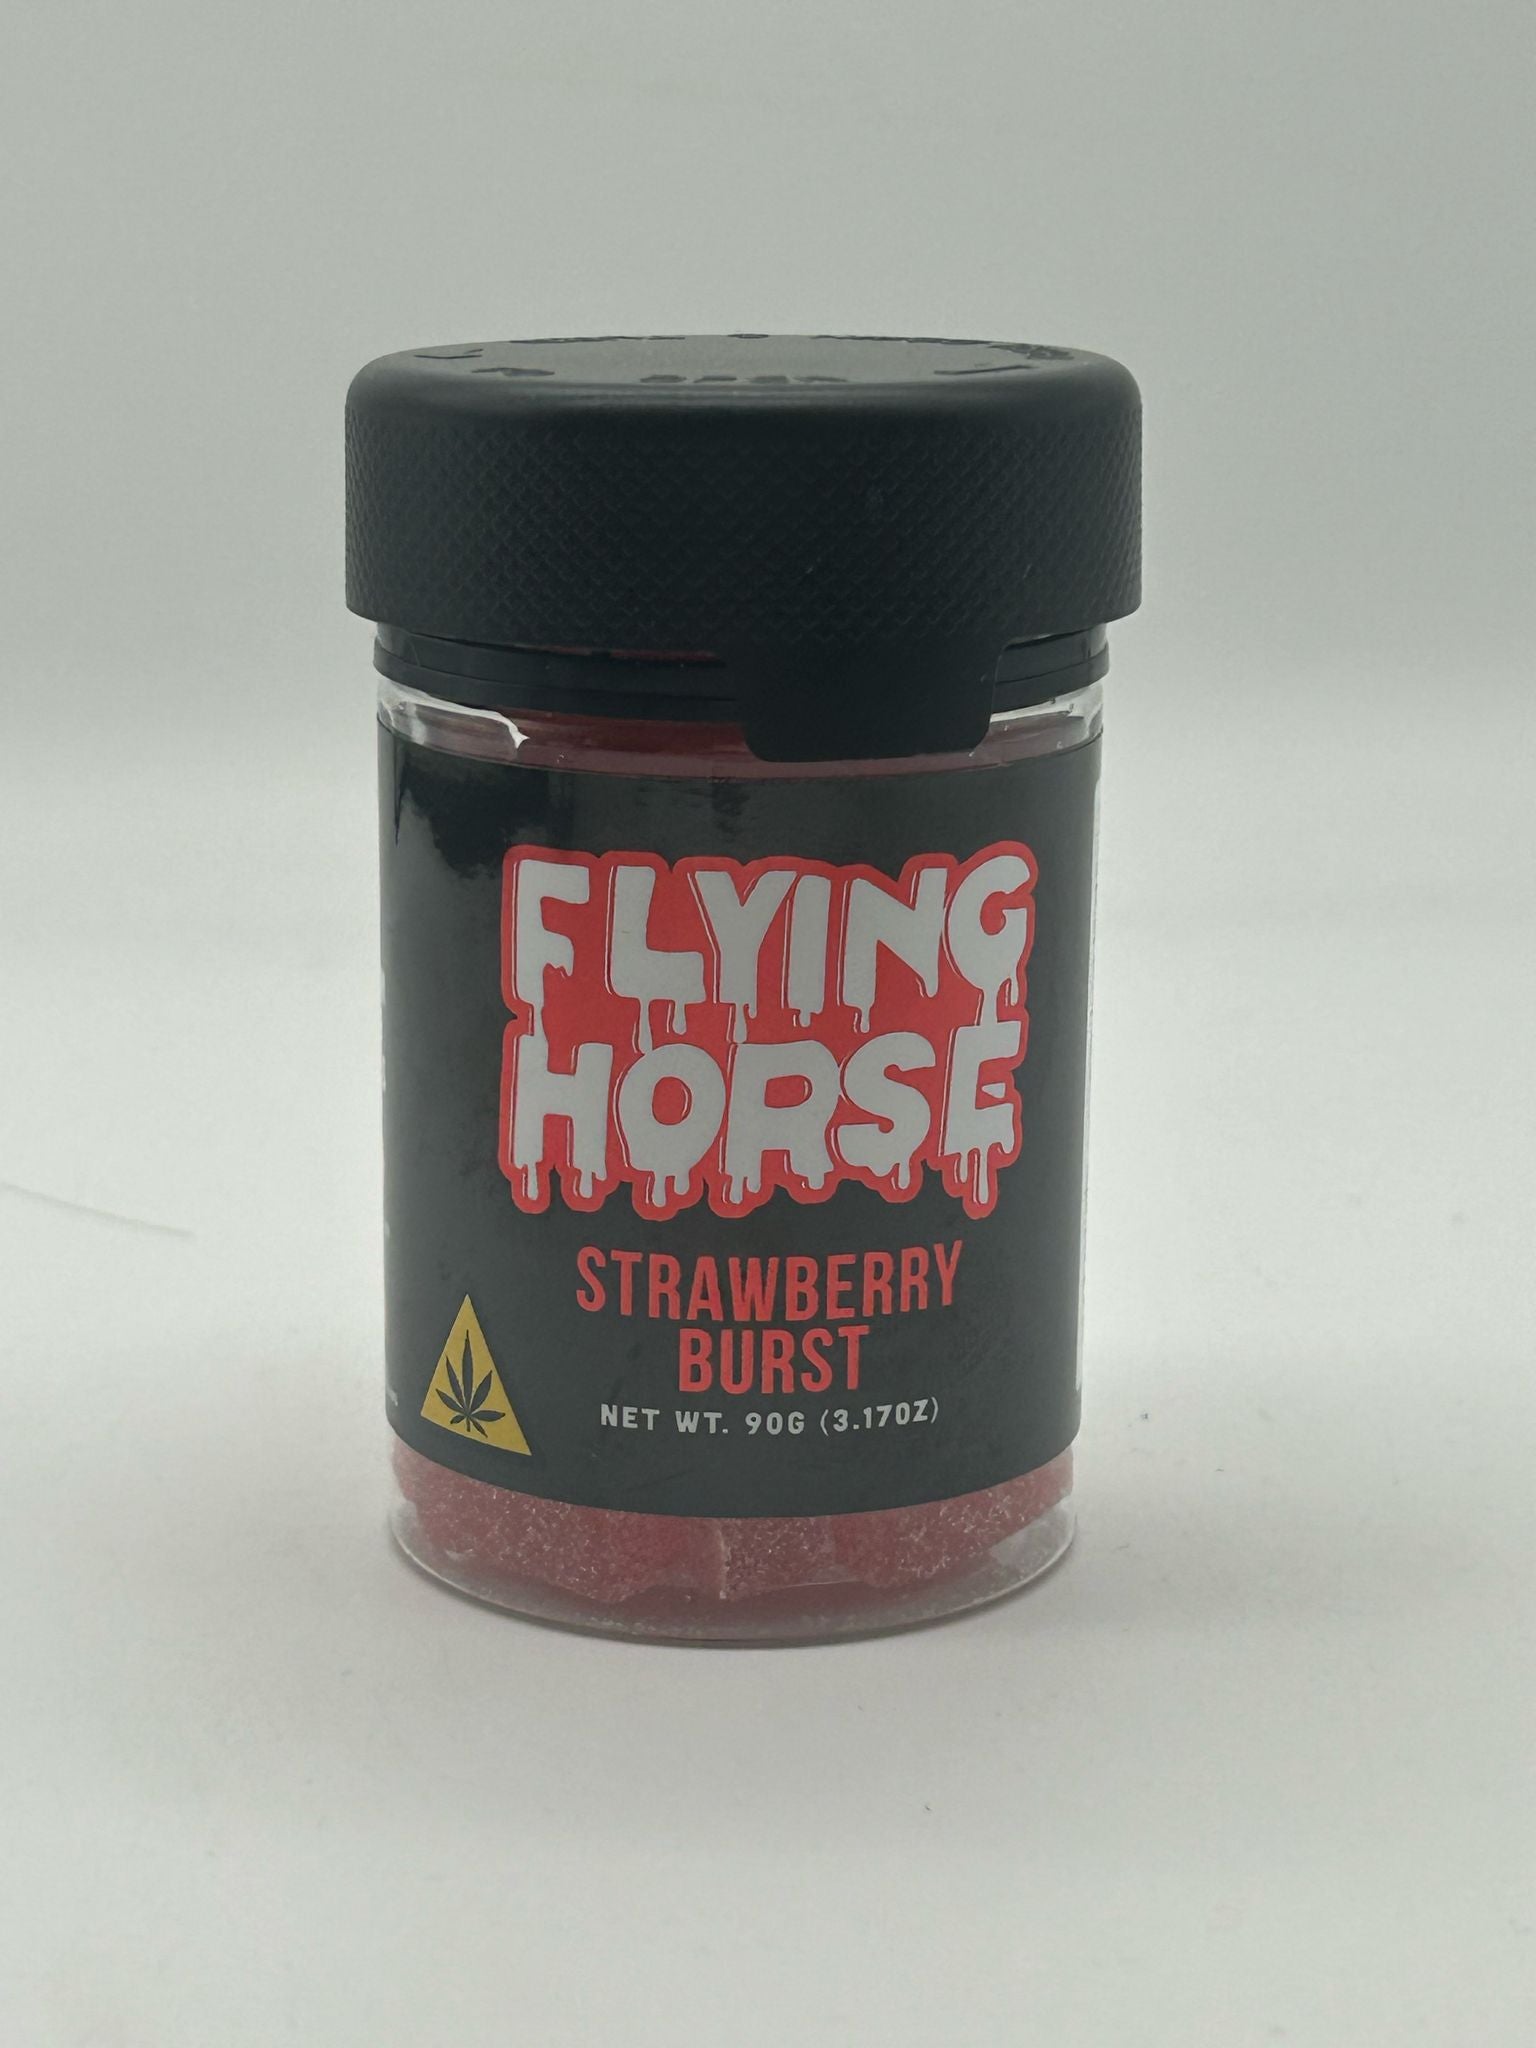 FLYING
HORSE
STRAWBERRY
BURST
NET WT. 90G (3.17OZ)